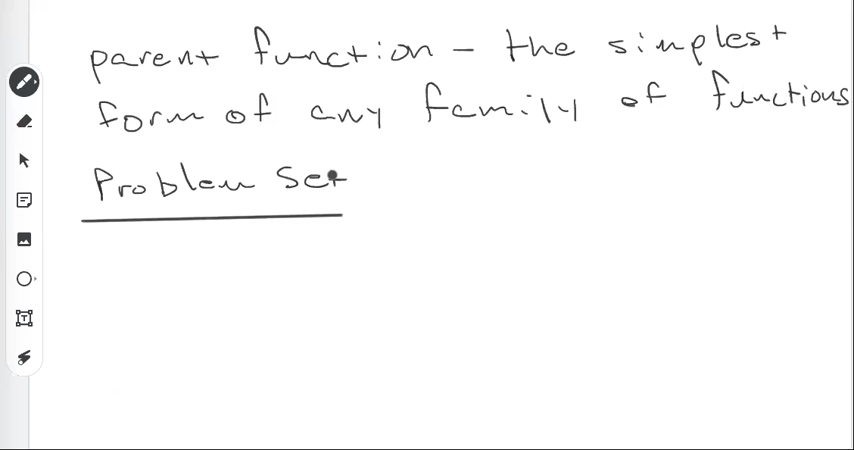 parent function - the simplest
form of any family of functions
Problem Set